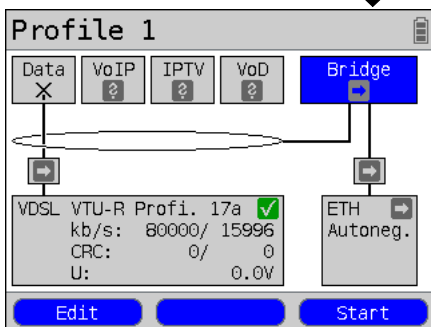 Profile 1
Data VoIP IPTV VoD Bridge
? ? ?
VDSL VTU-R Profi. 17a
kb/s: 80000/ 15996
CRC: 0/ 0
U: 0.0V
ETH
Autoneg.
Edit Start